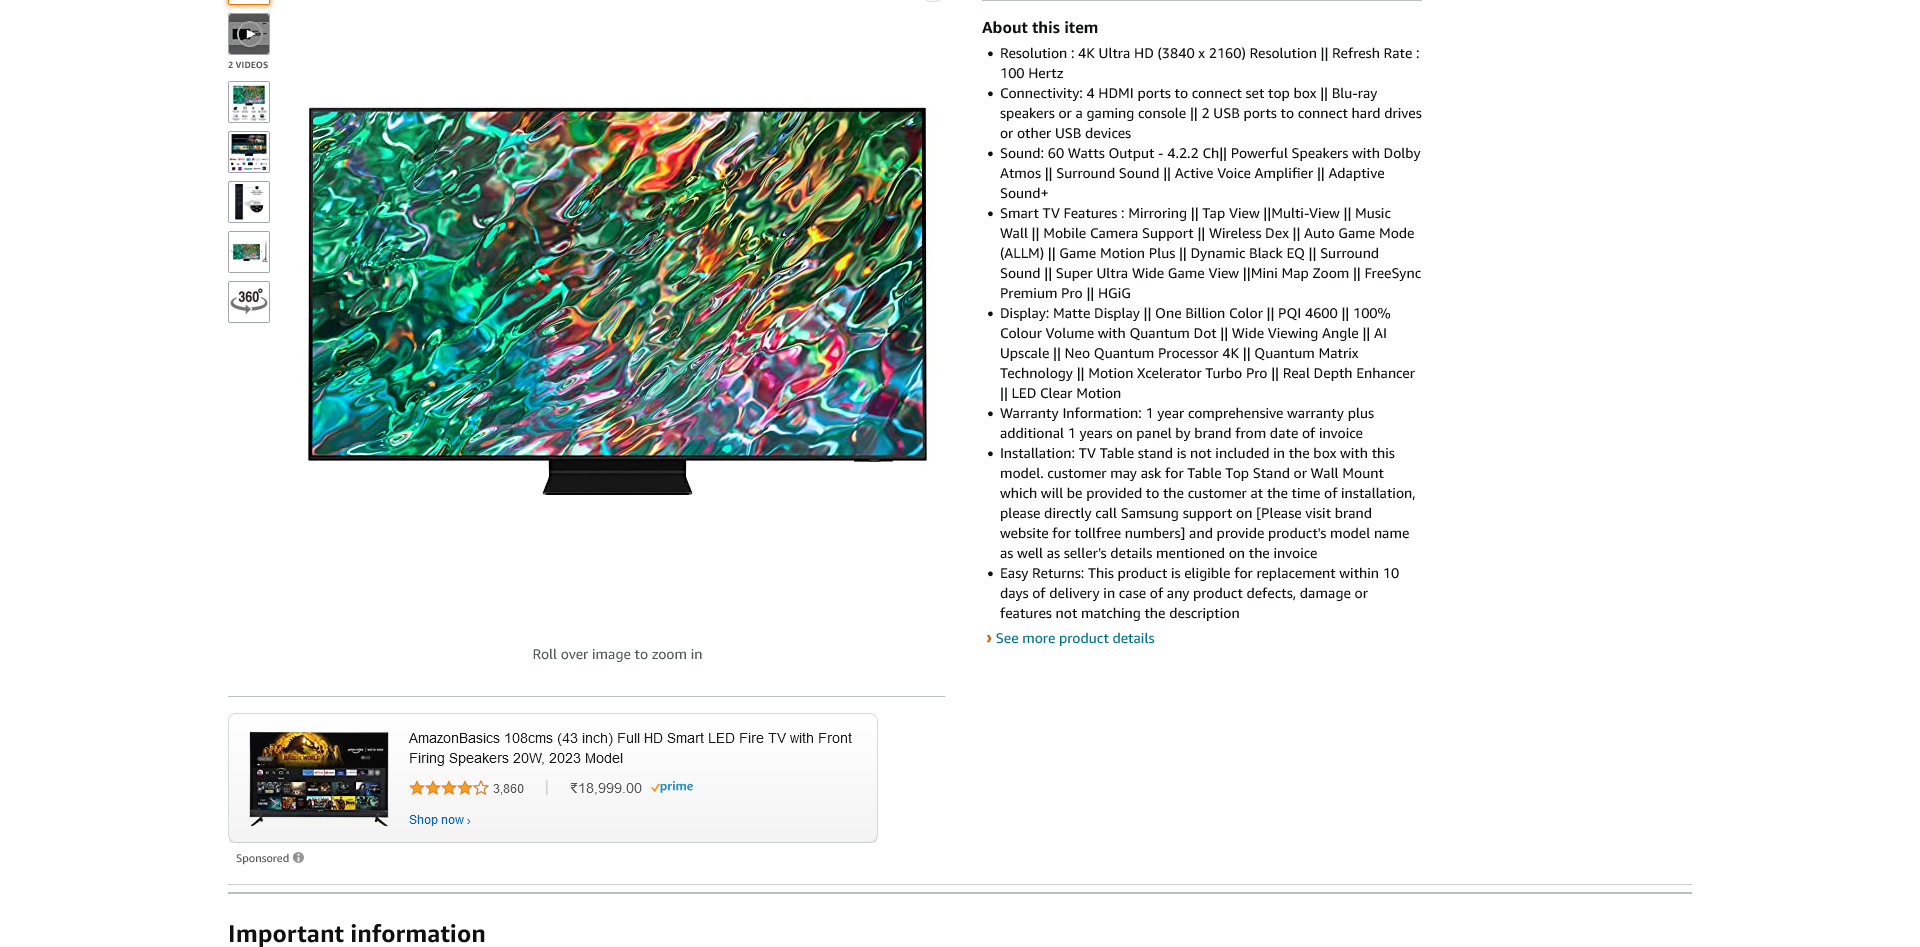 2 VIDEOS
360°
Roll over image to zoom in
About this item
Resolution : 4K Ultra HD (3840 x 2160) Resolution || Refresh Rate :
100 Hertz
Connectivity: 4 HDMI ports to connect set top box || Blu-ray
speakers or a gaming console || 2 USB ports to connect hard drives
or other USB devices
Sound: 60 Watts Output - 4.2.2 Ch|| Powerful Speakers with Dolby
Atmos || Surround Sound || Active Voice Amplifier || Adaptive
Sound+
Smart TV Features : Mirroring || Tap View ||Multi-View || Music
Wall || Mobile Camera Support || Wireless Dex || Auto Game Mode
(ALLM) || Game Motion Plus || Dynamic Black EQ || Surround
Sound || Super Ultra Wide Game View ||Mini Map Zoom || FreeSync
Premium Pro || HGiG
Display: Matte Display || One Billion Color || PQI 4600 || 100%
Colour Volume with Quantum Dot || Wide Viewing Angle || AI
Upscale || Neo Quantum Processor 4K || Quantum Matrix
Technology || Motion Xcelerator Turbo Pro || Real Depth Enhancer
|| LED Clear Motion
Warranty Information: 1 year comprehensive warranty plus
additional 1 years on panel by brand from date of invoice
Installation: TV Table stand is not included in the box with this
model. customer may ask for Table Top Stand or Wall Mount
which will be provided to the customer at the time of installation,
please directly call Samsung support on [Please visit brand
website for tollfree numbers] and provide product's model name
as well as seller's details mentioned on the invoice
Easy Returns: This product is eligible for replacement within 10
days of delivery in case of any product defects, damage or
features not matching the description
› See more product details
AmazonBasics 108cms (43 inch) Full HD Smart LED Fire TV with Front
Firing Speakers 20W, 2023 Model
3,860 | ₹18,999.00 prime
Shop now ›
Sponsored
Important information